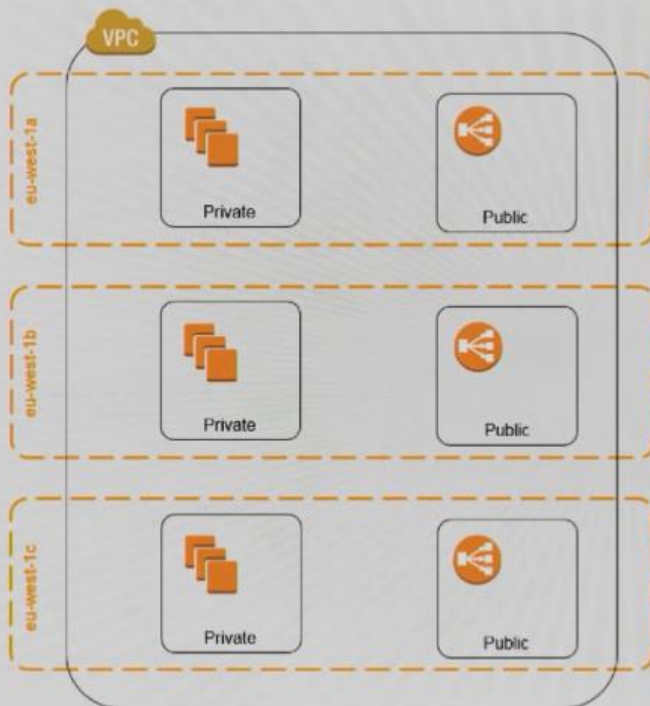 VPC
eu-west-1a
Private
Public
eu-west-1b
Private
Public
eu-west-1c
Private
Public